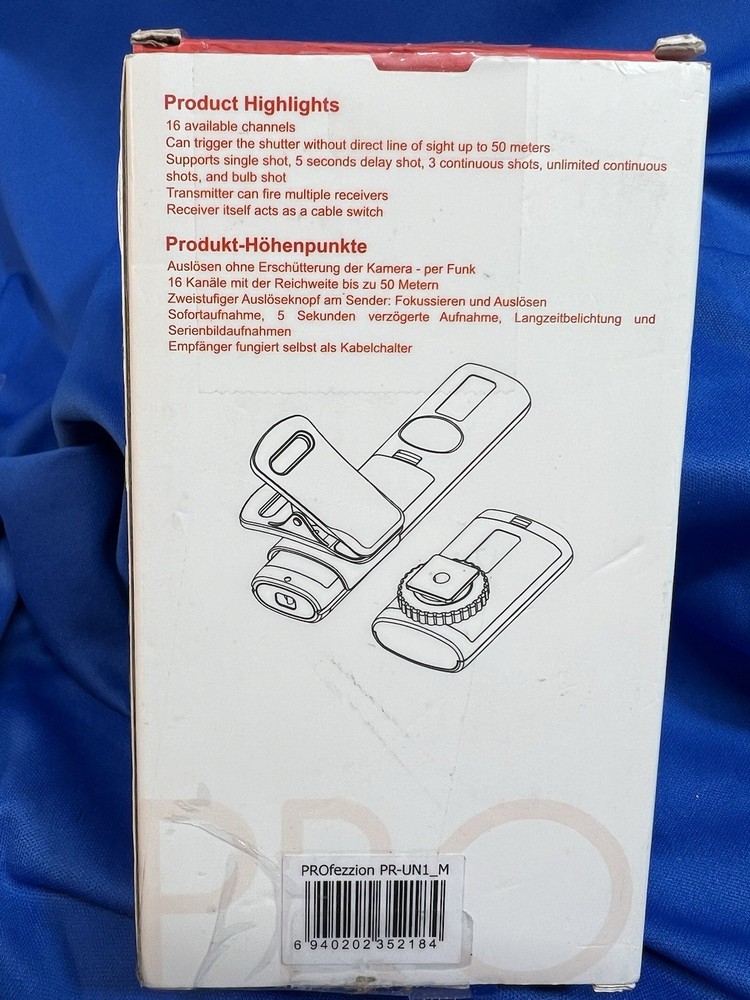 Product Highlights
16 available channels
Can trigger the shutter without direct line of sight up to 50 meters
Supports single shot, 5 seconds delay shot, 3 continuous shots, unlimited continuous
shots, and bulb shot
Transmitter can fire multiple receivers
Receiver itself acts as a cable switch
Produkt-Höhenpunkte
Auslösen ohne Erschütterung der Kamera - per Funk
16 Kanäle mit der Reichweite bis zu 50 Metern
Zweistufiger Auslöseknopf am Sender: Fokussieren und Auslösen
Sofortaufnahme, 5 Sekunden verzögerte Aufnahme, Langzeitbelichtung und
Serienbildaufnahmen
Empfänger fungiert selbst als Kabelchalter
PRO
PROfezzion PR-UN1_M
6 940202 352184